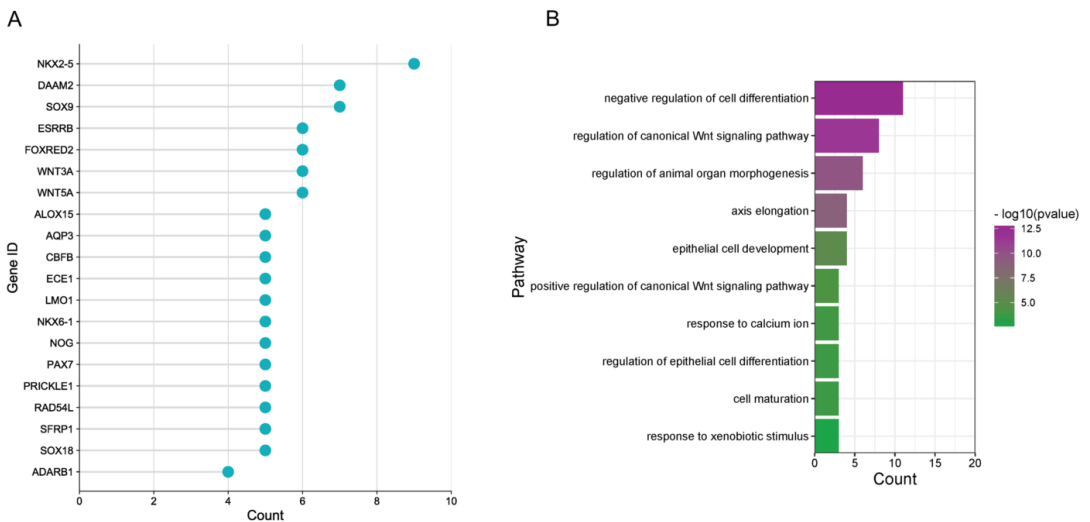 A
Gene ID
NKX2-5
DAAM2
SOX9
ESRRB
FOXRED2
WNT3A
WNT5A
ALOX15
AQP3
CBFB
ECE1
LMO1
NKX6-1
NOG
PAX7
PRICKLE1
RAD54L
SFRP1
SOX18
ADARB1
0 2 4 6 8 10
Count
B
Pathway
negative regulation of cell differentiation
regulation of canonical Wnt signaling pathway
regulation of animal organ morphogenesis
axis elongation
epithelial cell development
positive regulation of canonical Wnt signaling pathway
response to calcium ion
regulation of epithelial cell differentiation
cell maturation
response to xenobiotic stimulus
0 5 10 15 20
Count
- log10(pvalue)
12.5
10.0
7.5
5.0